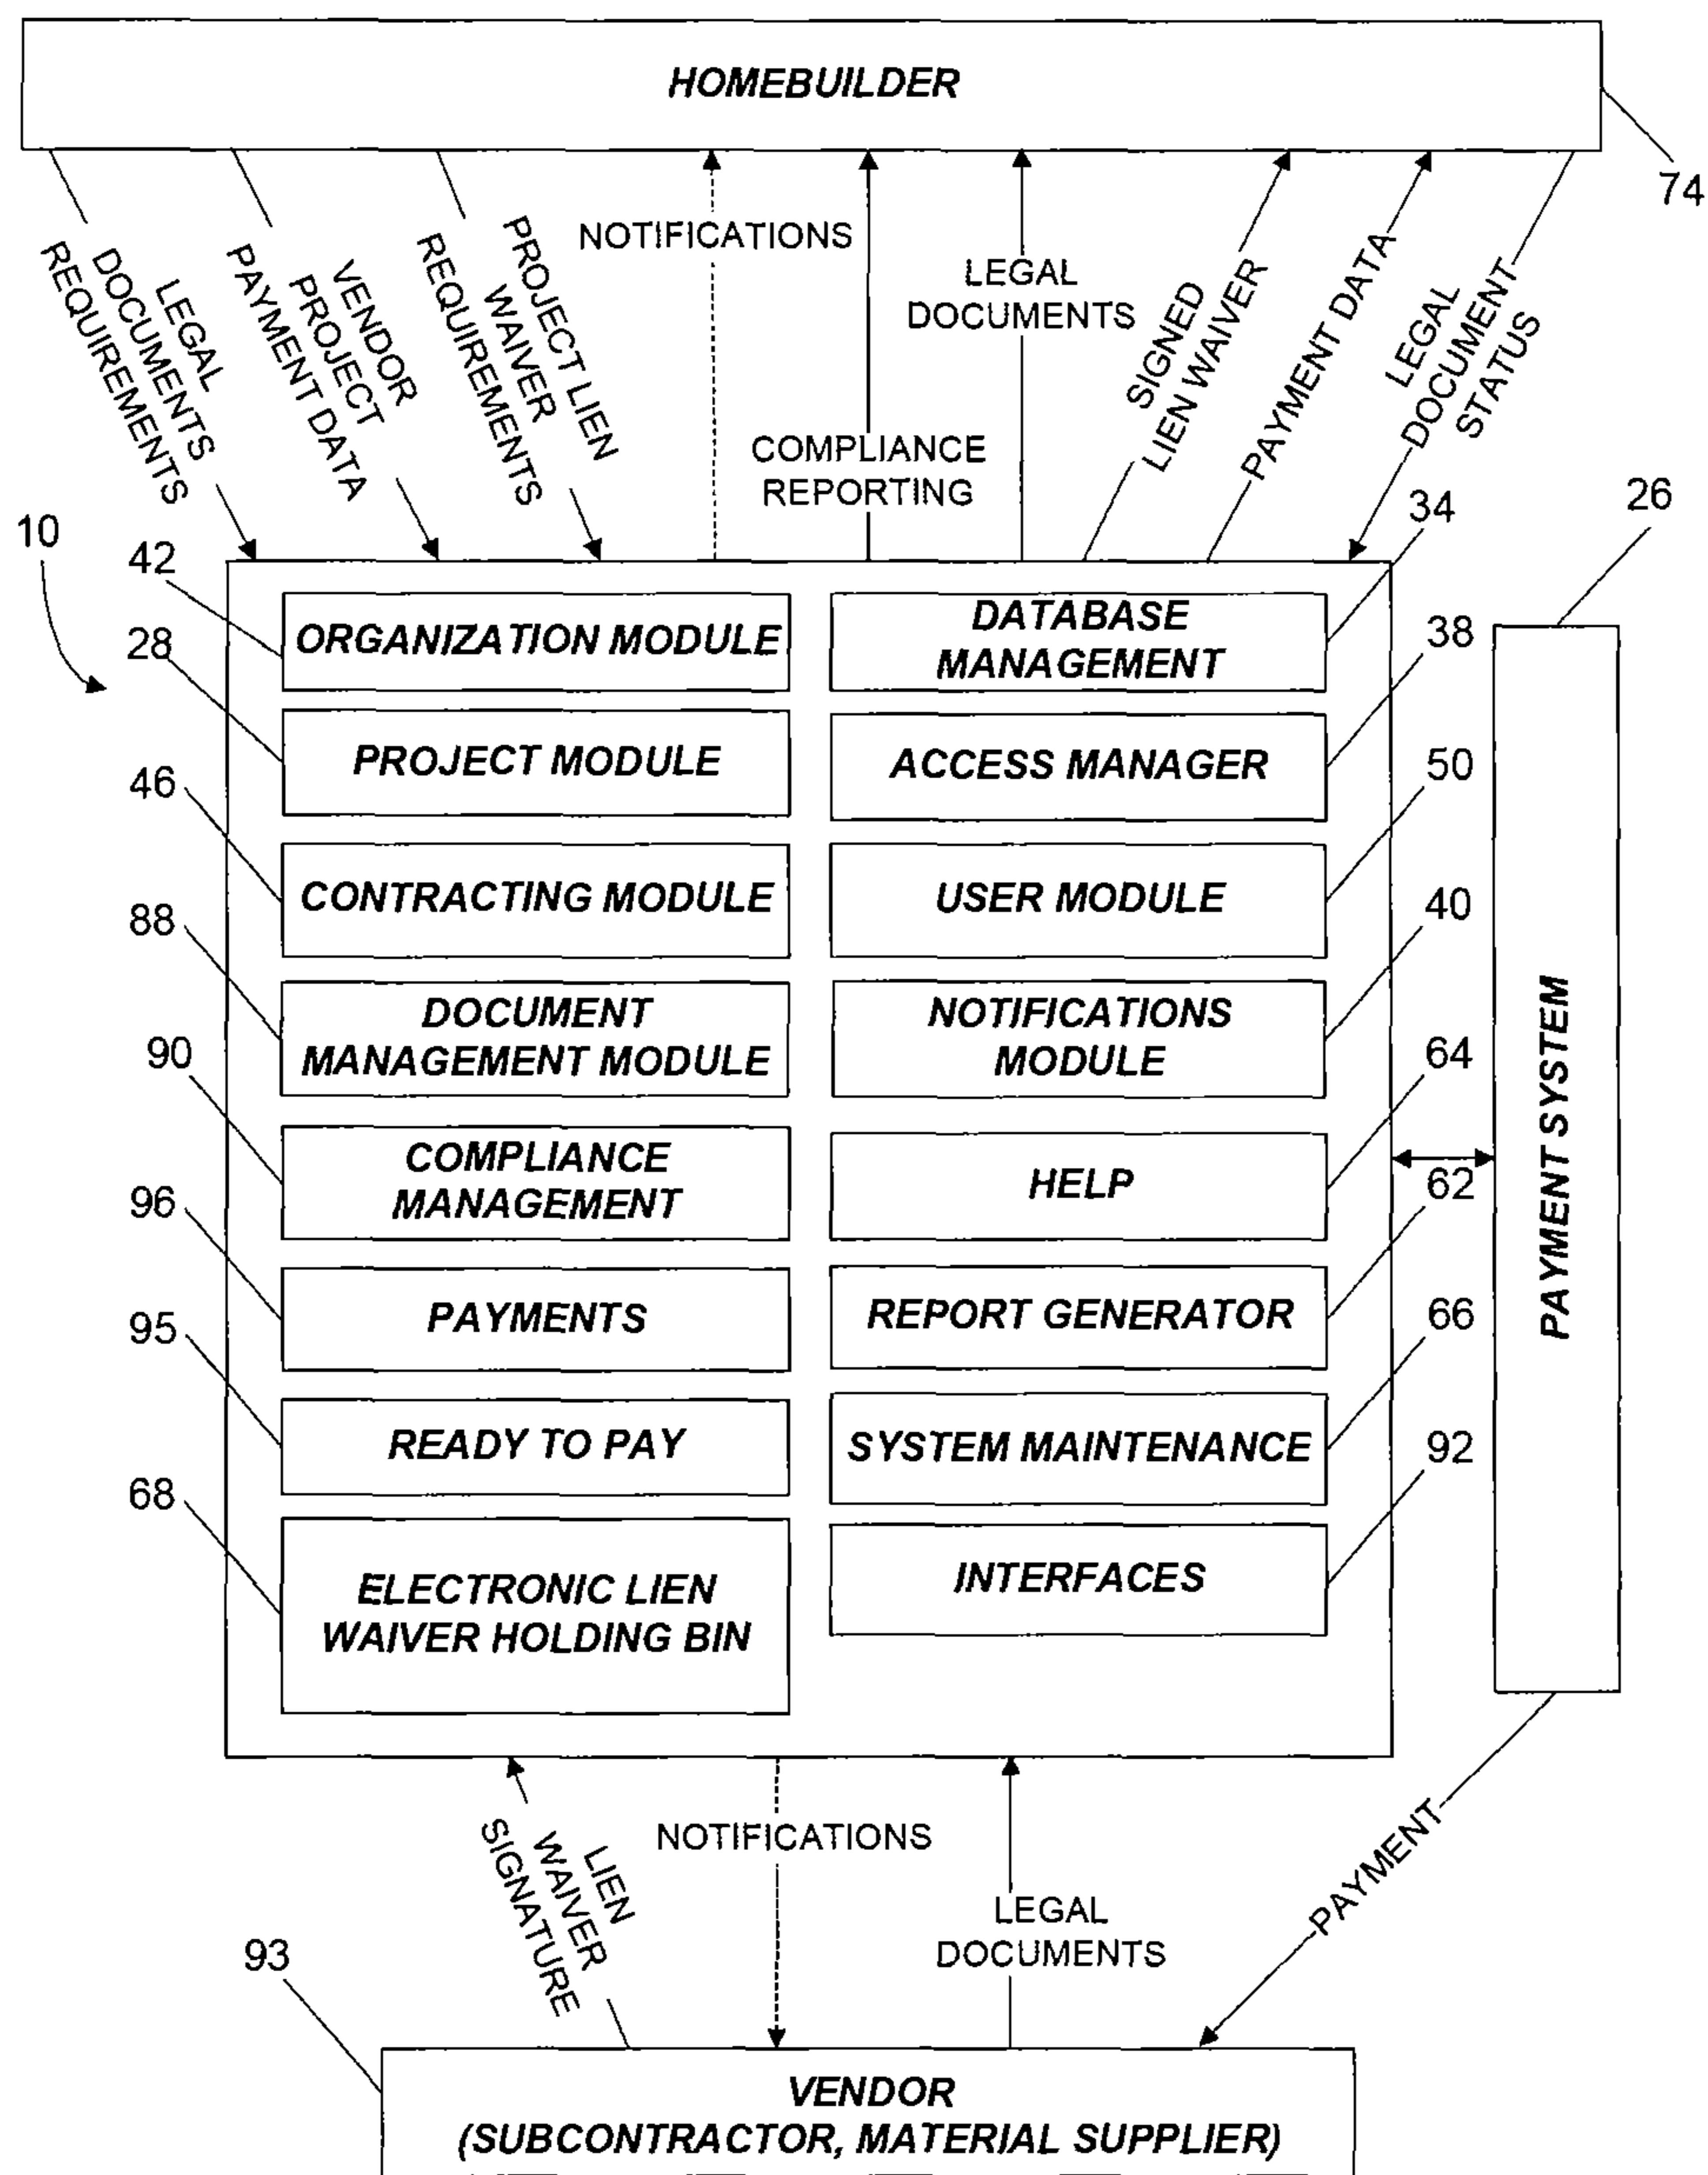 HOMEBUILDER
74
LEGAL
DOCUMENTS
REQUIREMENTS
VENDOR
PROJECT
PAYMENT DATA
PROJECT LIEN
WAIVER
REQUIREMENTS
NOTIFICATIONS
COMPLIANCE
REPORTING
LEGAL
DOCUMENTS
SIGNED
LIEN WAIVER
PAYMENT DATA
LEGAL
DOCUMENT
STATUS
10
42
28
46
88
90
96
95
68
ORGANIZATION MODULE
PROJECT MODULE
CONTRACTING MODULE
DOCUMENT
MANAGEMENT MODULE
COMPLIANCE
MANAGEMENT
PAYMENTS
READY TO PAY
ELECTRONIC LIEN
WAIVER HOLDING BIN
DATABASE
MANAGEMENT
ACCESS MANAGER
USER MODULE
NOTIFICATIONS
MODULE
HELP
REPORT GENERATOR
SYSTEM MAINTENANCE
INTERFACES
34
38
50
40
64
62
66
92
26
PAYMENT SYSTEM
LIEN
WAIVER
SIGNATURE
NOTIFICATIONS
LEGAL
DOCUMENTS
PAYMENT
93
VENDOR
(SUBCONTRACTOR, MATERIAL SUPPLIER)